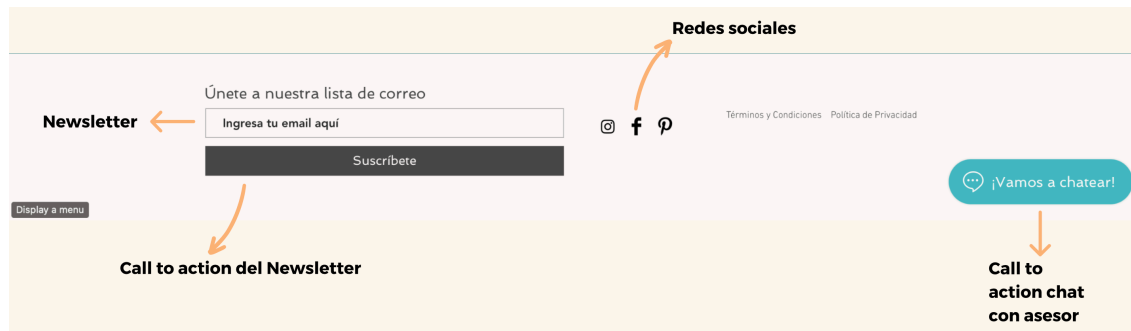 Redes sociales
Únete a nuestra lista de correo
Newsletter
Ingresa tu email aquí
Términos y Condiciones Política de Privacidad
Suscríbete
¡Vamos a chatear!
Display a menu
Call to action del Newsletter
Call to
action chat
con asesor